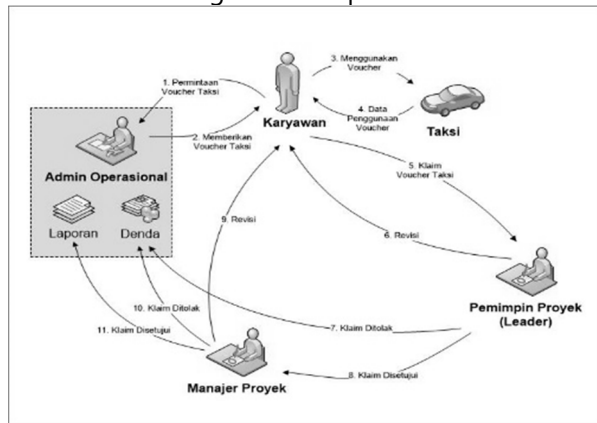 3. Menggunakan
Voucher
1. Permintaan
Voucher Taksi
4. Data
Penggunaan
Voucher
Karyawan
Taksi
2. Memberikan
Voucher Taksi
Admin Operasional
5. Klaim
Voucher Taksi
Laporan
Denda
9. Revisi
6. Revisi
Pemimpin Proyek
(Leader)
10. Klaim Ditolak
11. Klaim Disetujui
7. Klaim Ditolak
8. Klaim Disetujui
Manajer Proyek